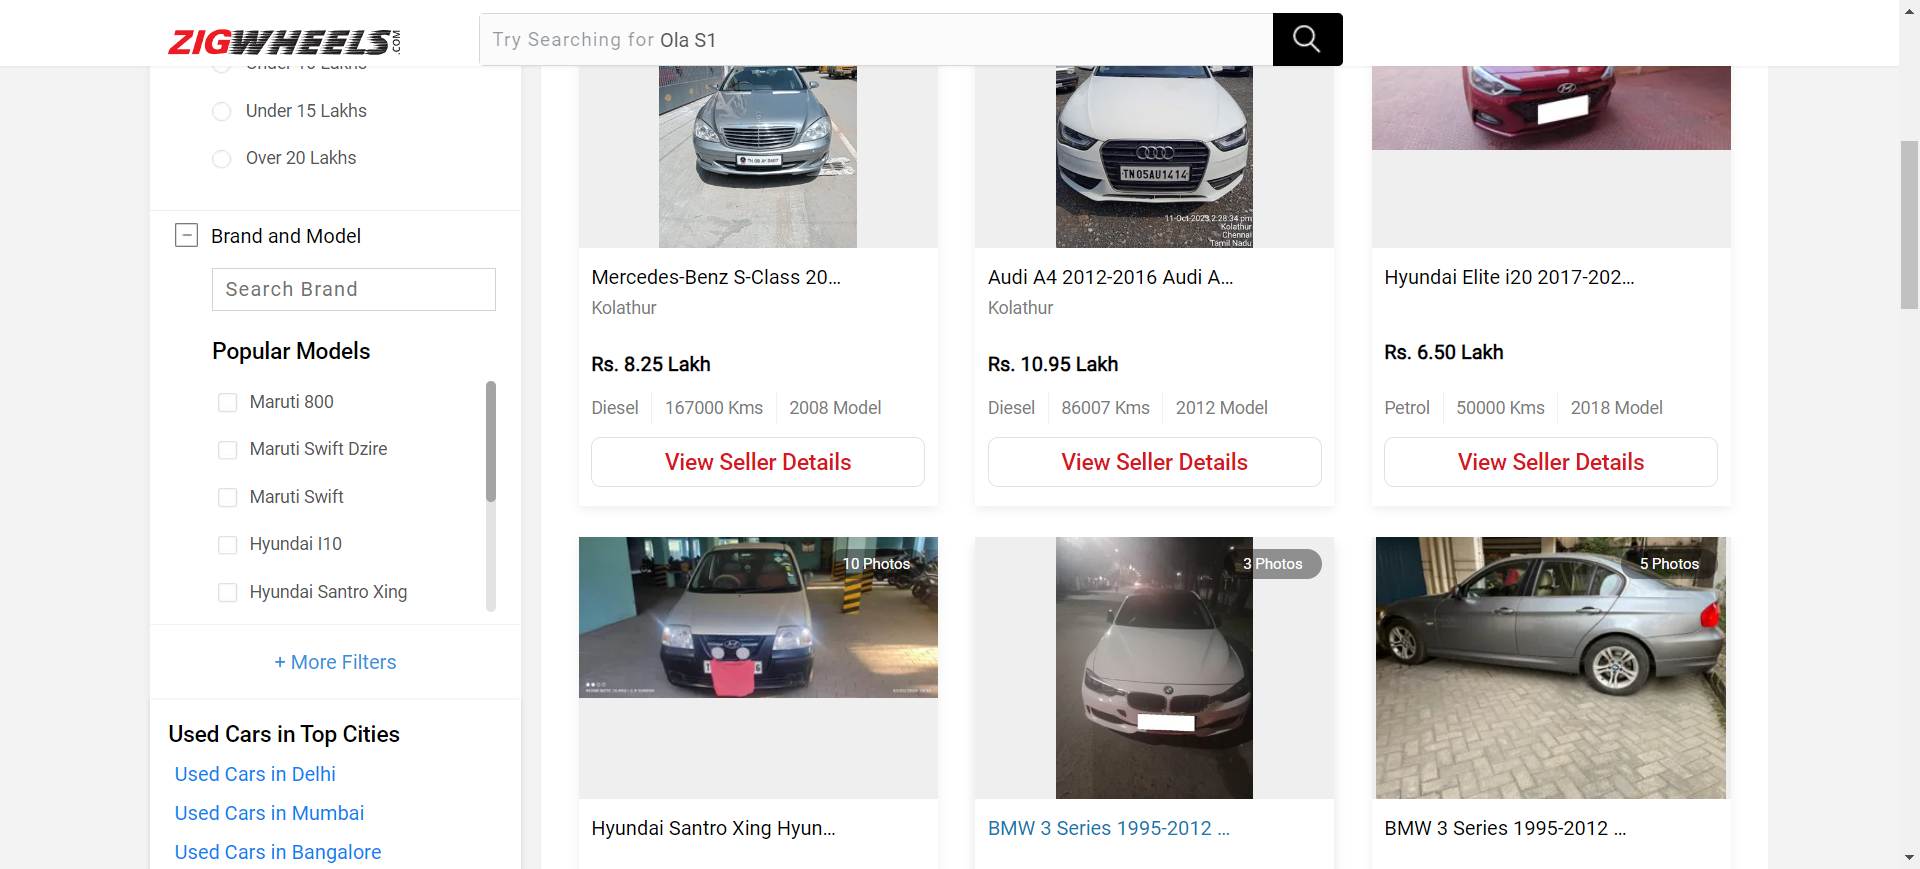 ZIGWHEELS.COM
Try Searching for Ola S1
Under 15 Lakhs
Over 20 Lakhs
Brand and Model
Search Brand
Popular Models
Maruti 800
Maruti Swift Dzire
Maruti Swift
Hyundai I10
Hyundai Santro Xing
+ More Filters
Used Cars in Top Cities
Used Cars in Delhi
Used Cars in Mumbai
Used Cars in Bangalore
TN05AU1414
11-Oct-2023 2:28:34 pm
Kolathur
Chennai
Tamil Nadu
Mercedes-Benz S-Class 20...
Kolathur
Rs. 8.25 Lakh
Diesel 167000 Kms 2008 Model
View Seller Details
Audi A4 2012-2016 Audi A...
Kolathur
Rs. 10.95 Lakh
Diesel 86007 Kms 2012 Model
View Seller Details
Hyundai Elite i20 2017-202...
Rs. 6.50 Lakh
Petrol 50000 Kms 2018 Model
View Seller Details
10 Photos
Hyundai Santro Xing Hyun...
3 Photos
BMW 3 Series 1995-2012 ...
5 Photos
BMW 3 Series 1995-2012 ...